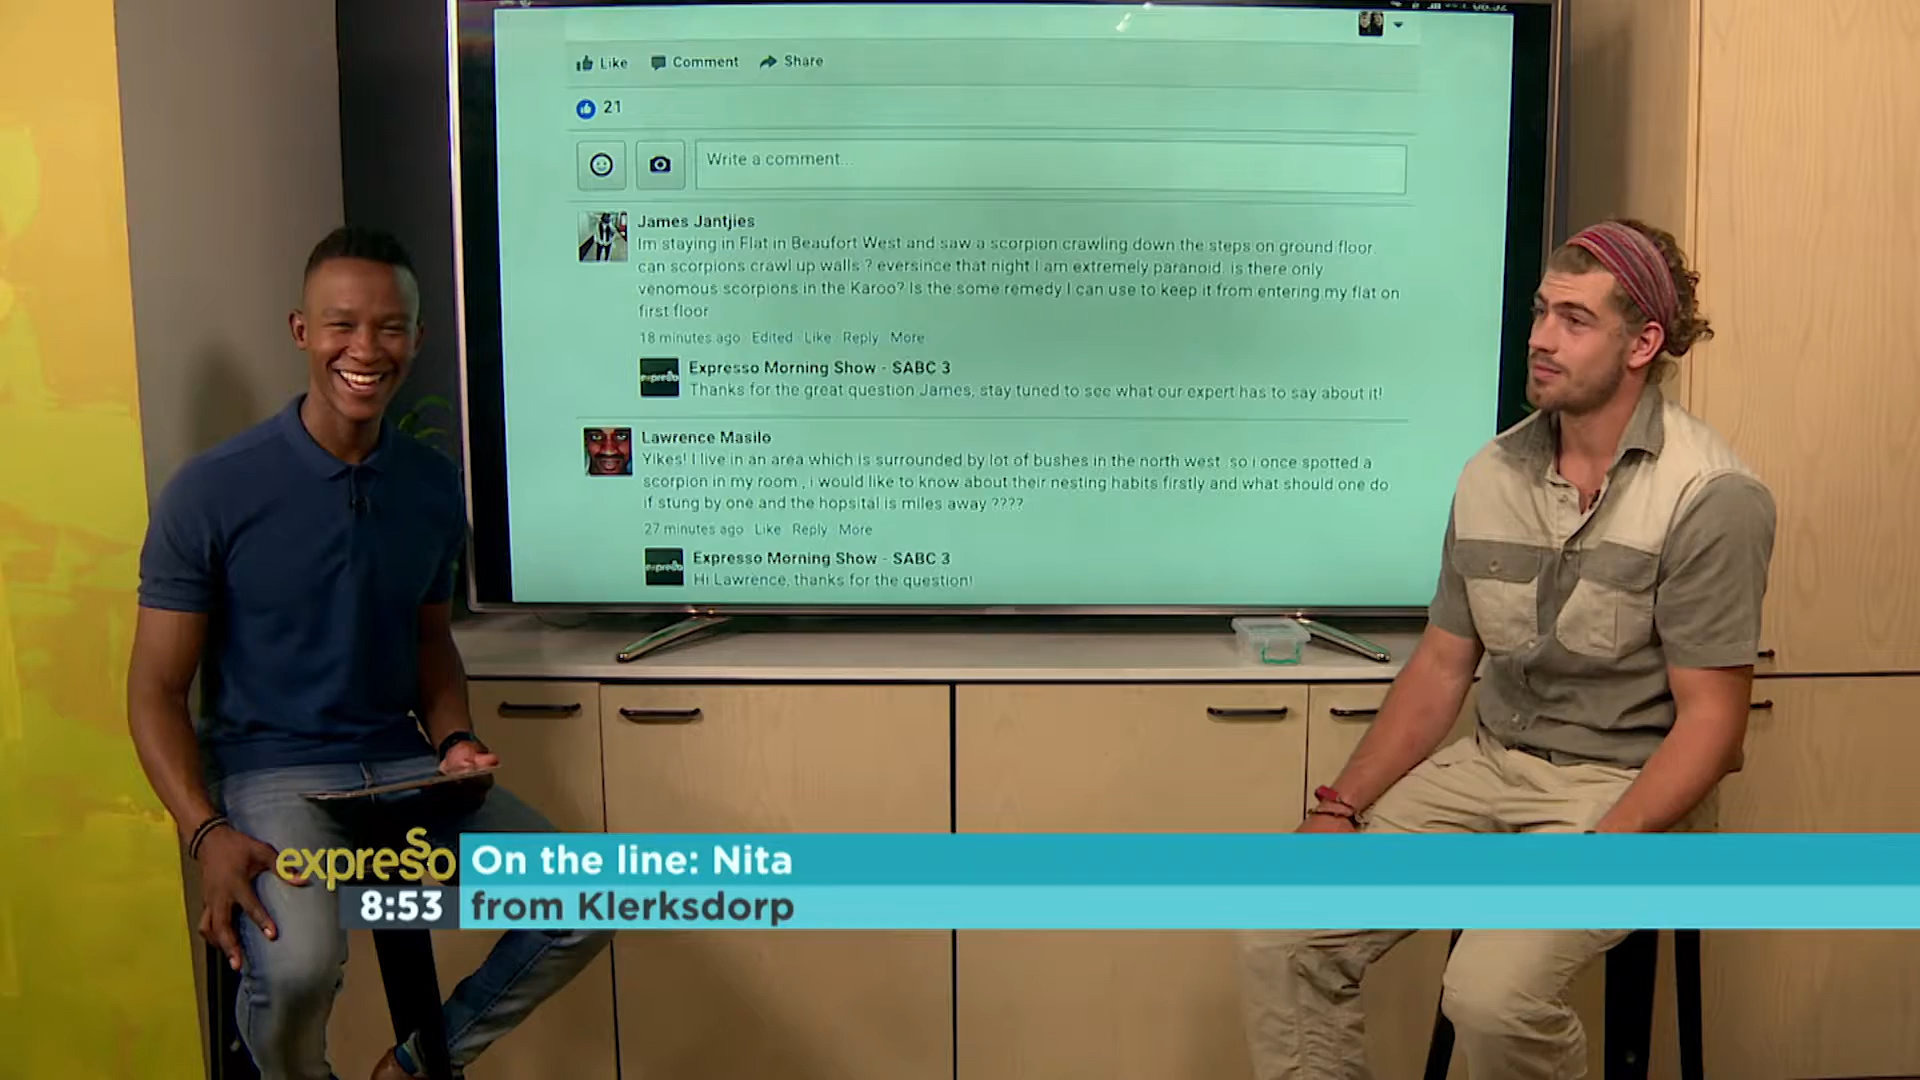 Like Comment Share
21
Write a comment...
James Jantjies
Im staying in Flat in Beaufort West and saw a scorpion crawling down the steps on ground floor.
can scorpions crawl up walls ? eversince that night I am extremely paranoid. is there only
venomous scorpions in the Karoo? Is the some remedy I can use to keep it from entering my flat on
first floor
18 minutes ago · Edited · Like · Reply · More
expresso
Expresso Morning Show - SABC 3
Thanks for the great question James, stay tuned to see what our expert has to say about it!
Lawrence Masilo
Yikes! I live in an area which is surrounded by lot of bushes in the north west .so i once spotted a
scorpion in my room , i would like to know about their nesting habits firstly and what should one do
if stung by one and the hopsital is miles away ????
27 minutes ago · Like · Reply · More
expresso
Expresso Morning Show - SABC 3
Hi Lawrence, thanks for the question!
expresso
On the line: Nita
8:53
from Klerksdorp